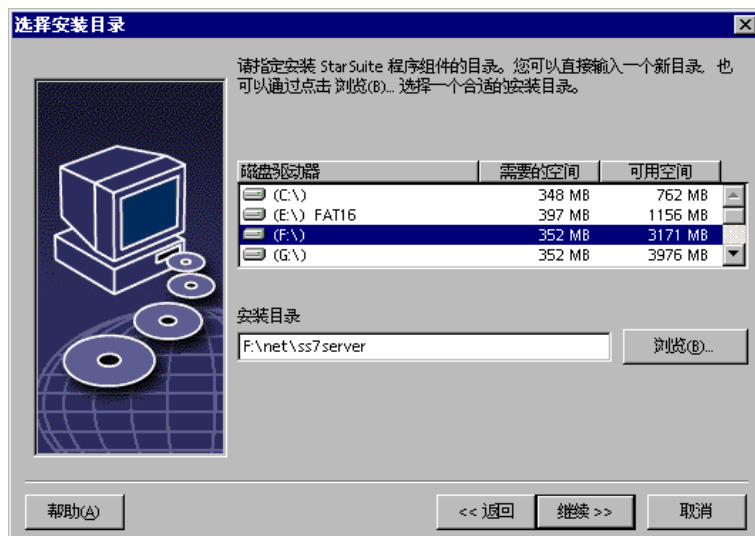 选择安装目录
请指定安装 StarSuite 程序组件的目录。您可以直接输入一个新目录，也
可以通过点击 浏览(B)... 选择一个合适的安装目录。
磁盘驱动器 需要的空间 可用空间
(C:\) 348 MB 762 MB
(E:\) FAT16 397 MB 1156 MB
(F:\) 352 MB 3171 MB
(G:\) 352 MB 3976 MB
安装目录
F:\net\ss7server
浏览(B)...
帮助(A)
<< 返回
继续 >>
取消